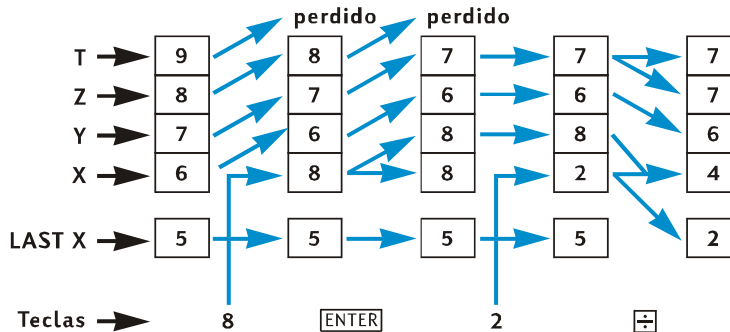 perdido perdido
T 9 8 7 7 7
Z 8 7 6 6 7
Y 7 6 8 8 6
X 6 8 8 2 4
LAST X 5 5 5 5 2
Teclas 8 ENTER 2 ÷